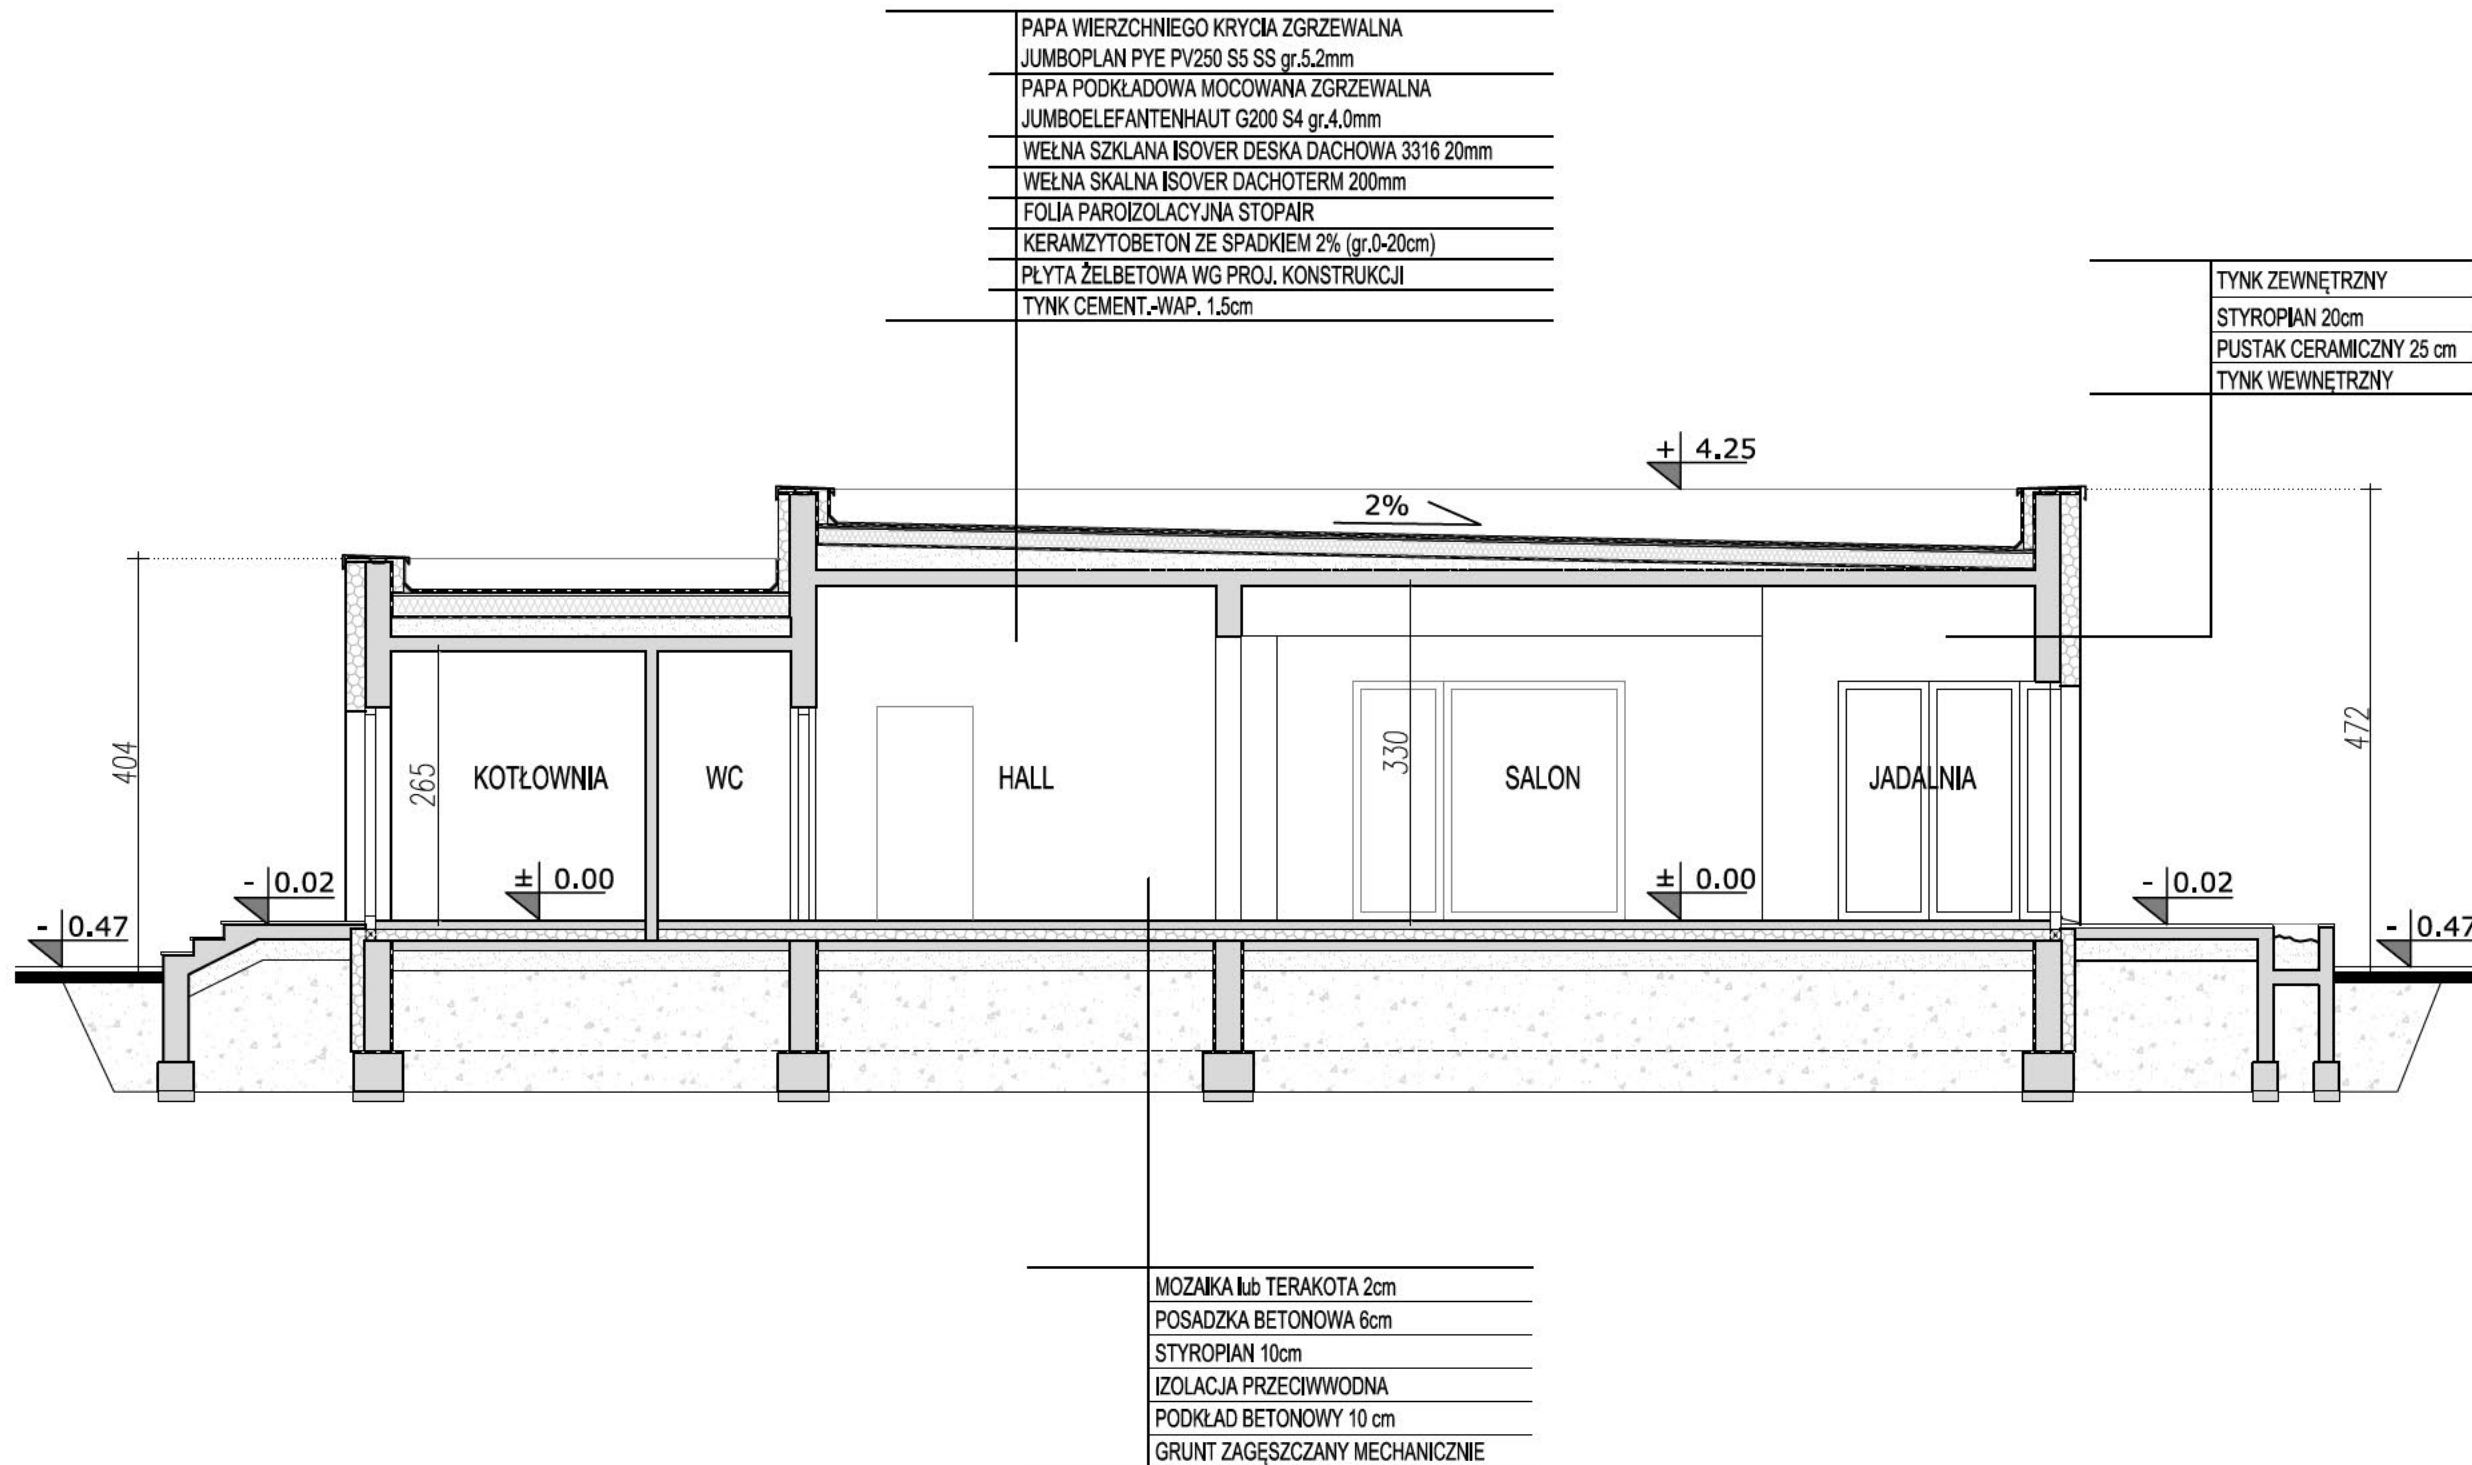 PAPA WIERZCHNIEGO KRYCIA ZGRZEWALNA
JUMBOPLAN PYE PV250 S5 SS gr.5.2mm
PAPA PODKŁADOWA MOCOWANA ZGRZEWALNA
JUMBOELEFANTENHAUT G200 S4 gr.4.0mm
WEŁNA SZKLANA ISOVER DESKA DACHOWA 3316 20mm
WEŁNA SKALNA ISOVER DACHOTERM 200mm
FOLIA PAROIZOLACYJNA STOPAIR
KERAMZYTOBETON ZE SPADKIEM 2% (gr.0-20cm)
PŁYTA ŻELBETOWA WG PROJ. KONSTRUKCJI
TYNK CEMENT.-WAP. 1.5cm
TYNK ZEWNĘTRZNY
STYROPIAN 20cm
PUSTAK CERAMICZNY 25 cm
TYNK WEWNĘTRZNY
+ 4.25
2%
404
265
KOTŁOWNIA
WC
HALL
330
SALON
JADALNIA
472
- 0.47
- 0.02
± 0.00
± 0.00
- 0.02
- 0.47
MOZAIKA lub TERAKOTA 2cm
POSADZKA BETONOWA 6cm
STYROPIAN 10cm
IZOLACJA PRZECIWWODNA
PODKŁAD BETONOWY 10 cm
GRUNT ZAGĘSZCZANY MECHANICZNIE